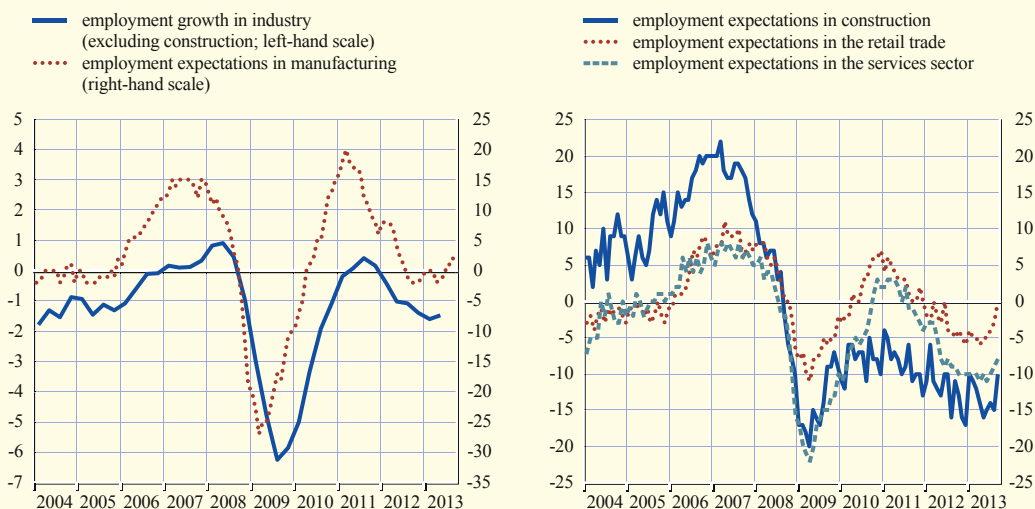 employment growth in industry
(excluding construction; left-hand scale)
employment expectations in manufacturing
(right-hand scale)
5 25
4 20
3 15
2 10
1 5
0 0
-1 -5
-2 -10
-3 -15
-4 -20
-5 -25
-6 -30
-7 -35
2004 2005 2006 2007 2008 2009 2010 2011 2012 2013
employment expectations in construction
employment expectations in the retail trade
employment expectations in the services sector
25 25
20 20
15 15
10 10
5 5
0 0
-5 -5
-10 -10
-15 -15
-20 -20
-25 -25
2004 2005 2006 2007 2008 2009 2010 2011 2012 2013